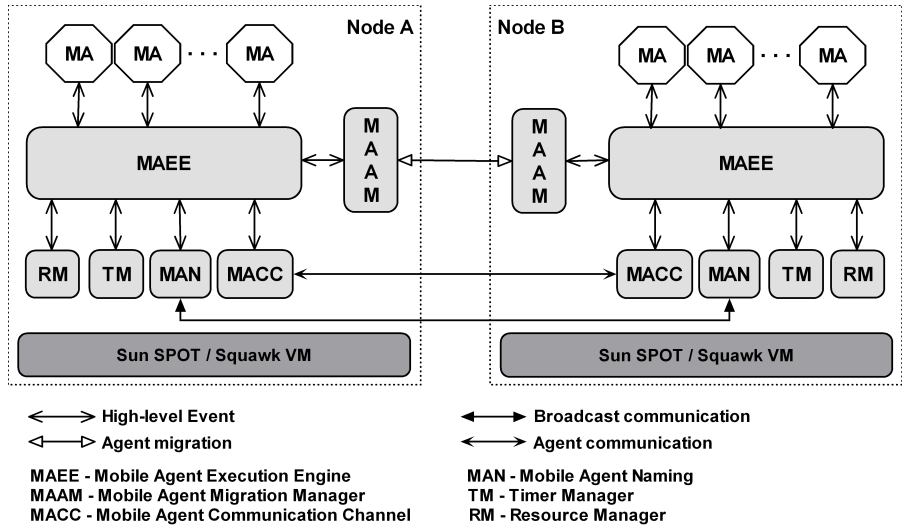 Node A
Node B
MA MA . . . MA
MA MA . . . MA
MAEE
M
A
A
M
M
A
A
M
MAEE
RM TM MAN MACC
MACC MAN TM RM
Sun SPOT / Squawk VM
Sun SPOT / Squawk VM
High-level Event
Agent migration
Broadcast communication
Agent communication
MAEE - Mobile Agent Execution Engine
MAAM - Mobile Agent Migration Manager
MACC - Mobile Agent Communication Channel
MAN - Mobile Agent Naming
TM - Timer Manager
RM - Resource Manager